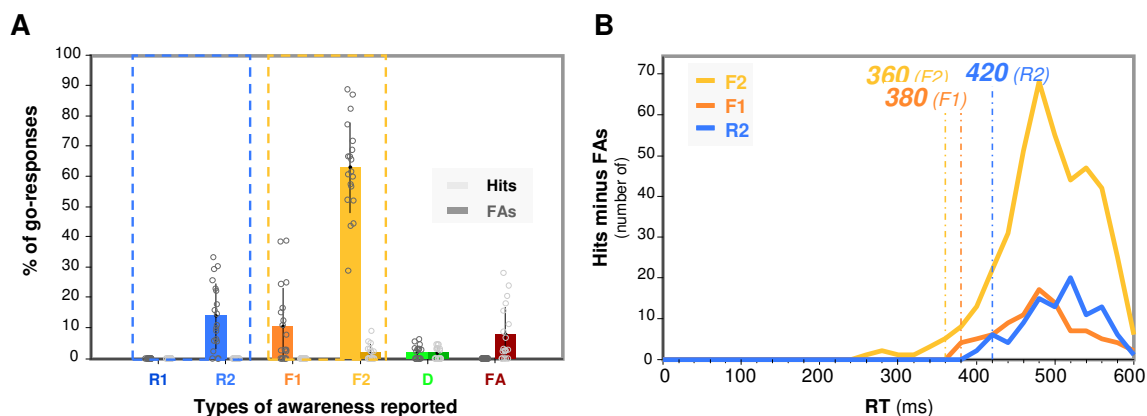 A
100
90
80
70
60
50
40
30
20
10
0
% of go-responses
Hits
FAs
R1 R2 F1 F2 D FA
Types of awareness reported
B
70
60
50
40
30
20
10
0
Hits minus FAs
(number of)
F2
F1
R2
360 (F2) 420 (R2)
380 (F1)
0 100 200 300 400 500 600
RT (ms)